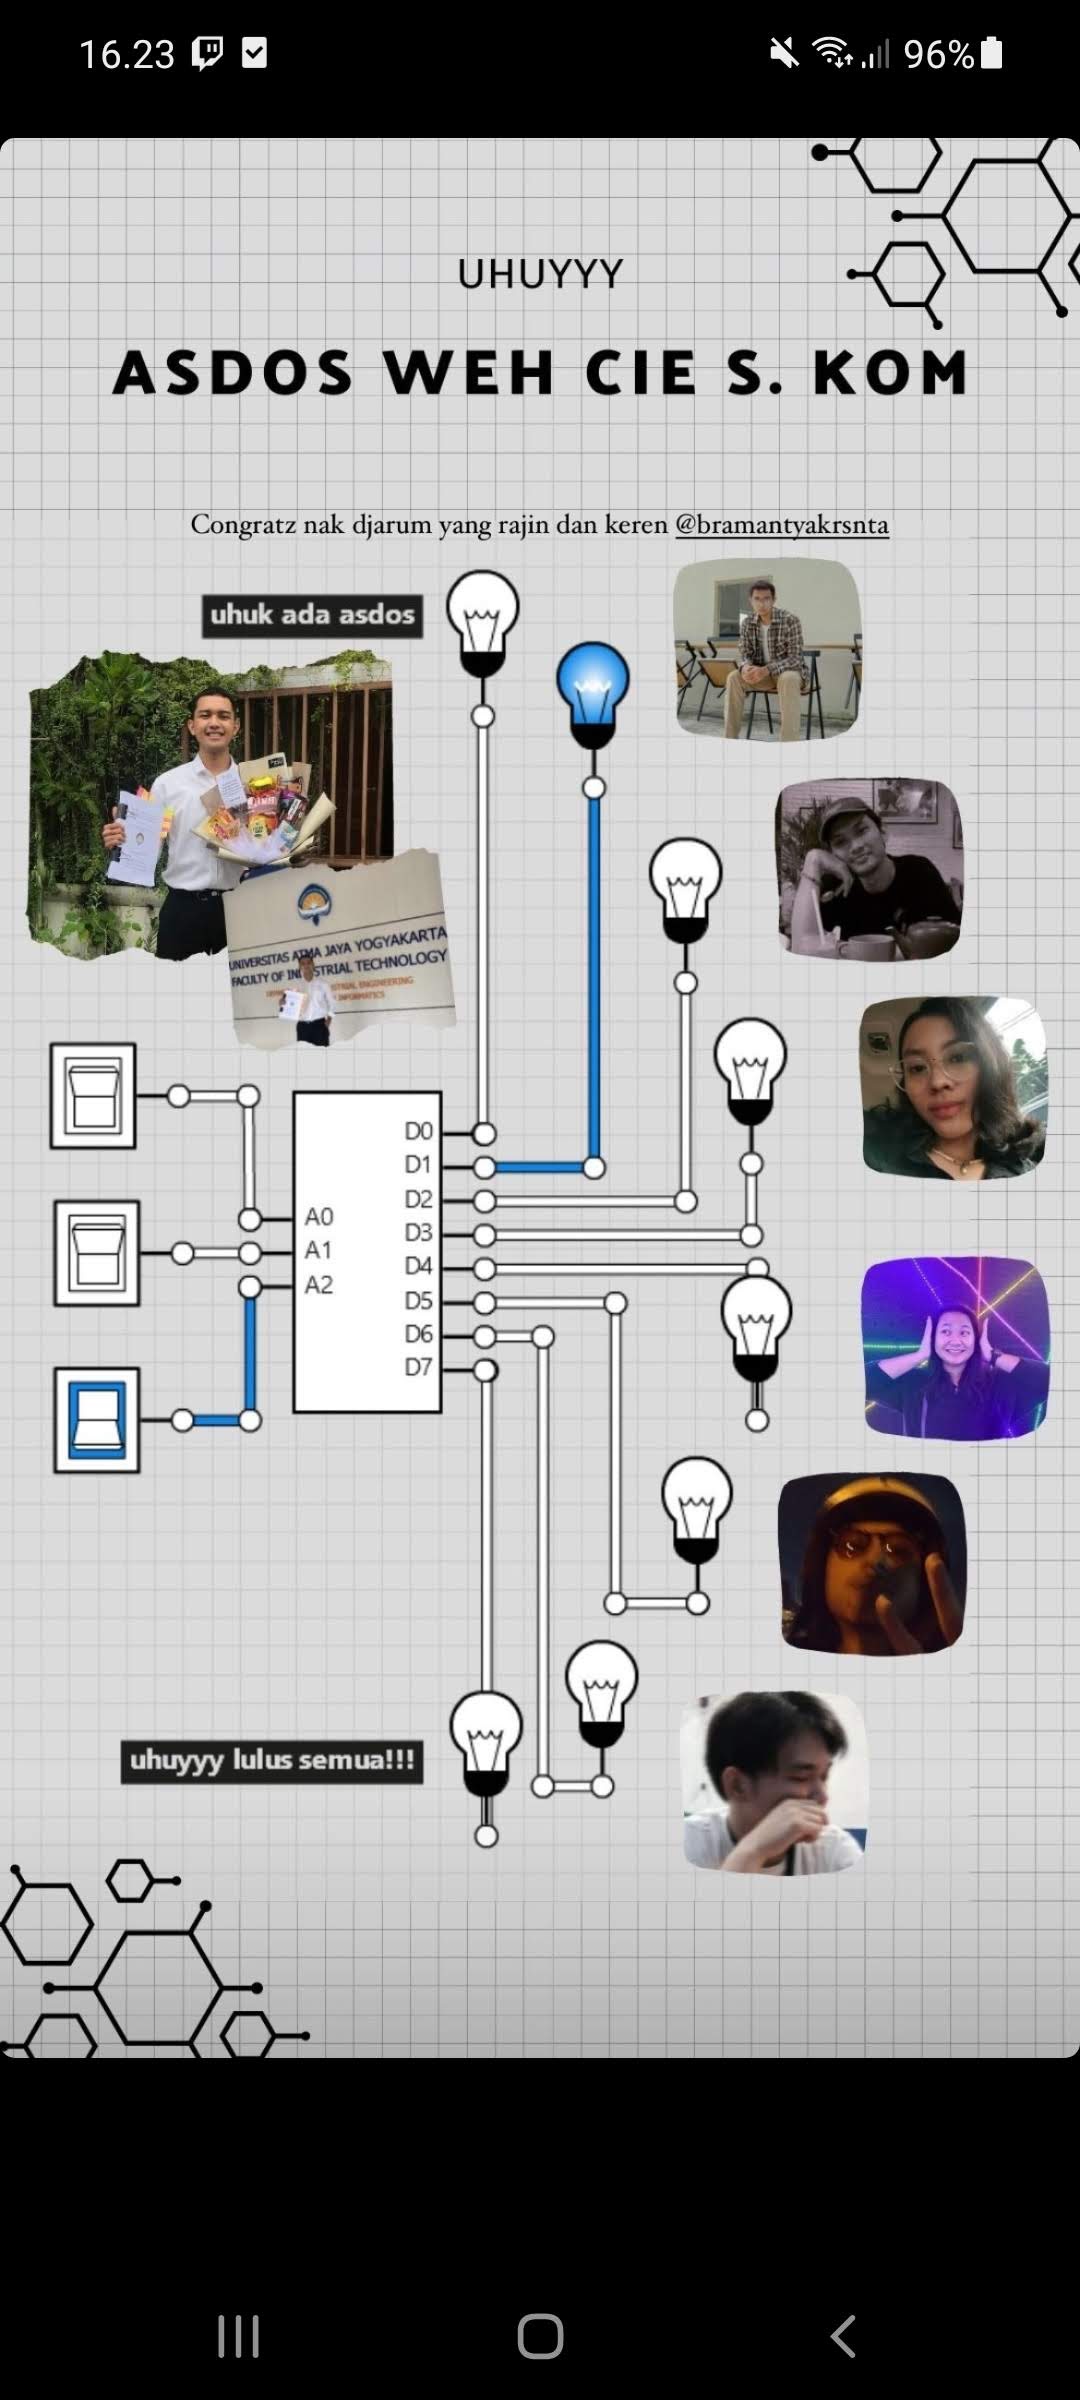 16.23
96%
UHUYYY
ASDOS WEH CIE S. KOM
Congratz nak djarum yang rajin dan keren @bramantyakrsnta
uhuk ada asdos
UNIVERSITAS ATMA JAYA YOGYAKARTA
FACULTY OF INDUSTRIAL TECHNOLOGY
INFORMATICS
D0
D1
D2
D3
D4
D5
D6
D7
A0
A1
A2
uhuyyy lulus semua!!!